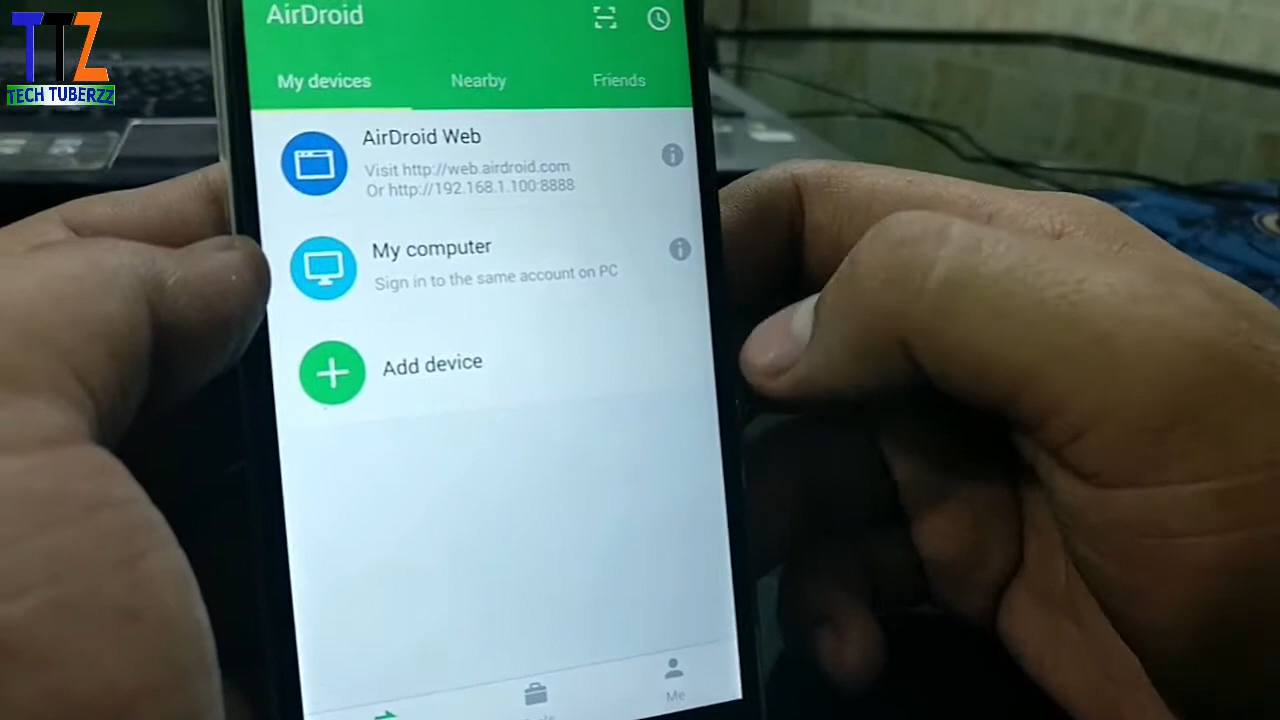 TTZ
TECH TUBERZZ
AirDroid
My devices
Nearby
Friends
AirDroid Web
Visit http://web.airdroid.com
Or http://192.168.1.100:8888
My computer
Sign in to the same account on PC
Add device
Me